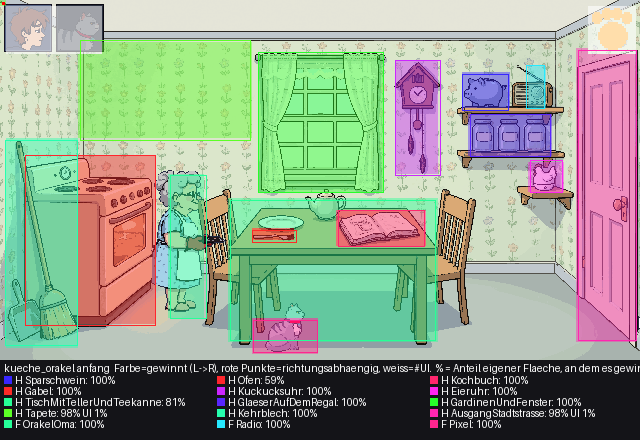 kueche_orakel anfang Farbe=gewinnt (L->R), rote Punkte=richtungsabhaengig, weiss=#UI. % = Anteil eigener Flaeche, an dem es gewin
H Sparschwein: 100%
H Ofen: 59%
H Kochbuch: 100%
H Gabel: 100%
H Kuckucksuhr: 100%
H Eieruhr: 100%
H TischMitTellerUndTeekanne: 81%
H GlaeserAufDemRegal: 100%
H GardinenUndFenster: 100%
H Tapete: 98% UI 1%
H Kehrblech: 100%
H AusgangStadtstrasse: 98% UI 1%
F OrakelOma: 100%
F Radio: 100%
F Pixel: 100%